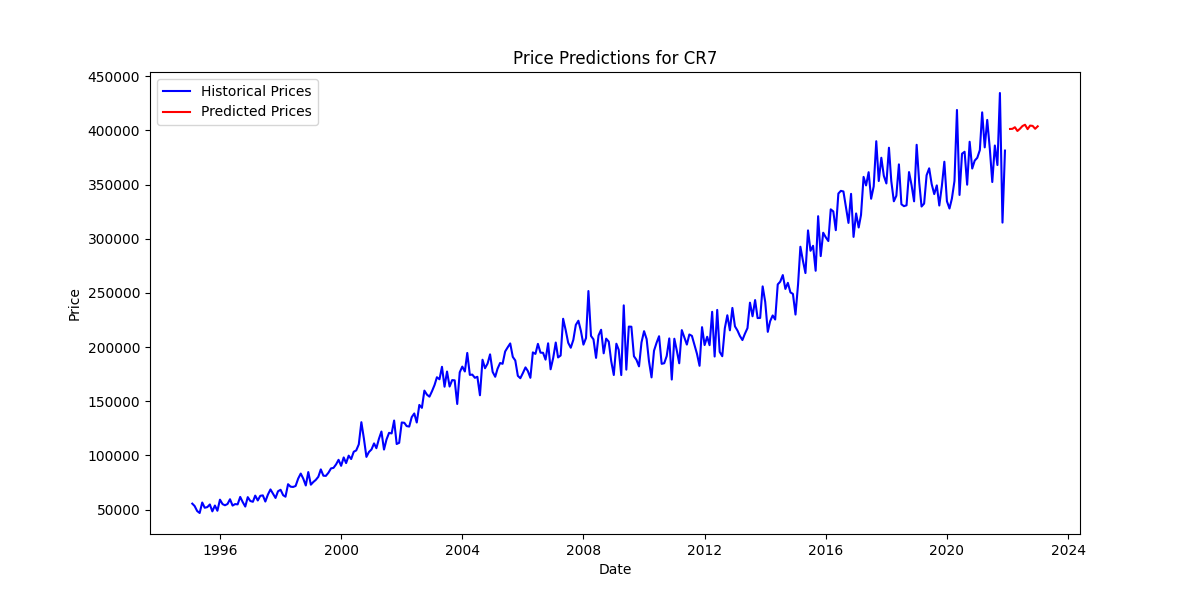 Price Predictions for CR7
Historical Prices
Predicted Prices
Price
450000
400000
350000
300000
250000
200000
150000
100000
50000
1996 2000 2004 2008 2012 2016 2020 2024
Date